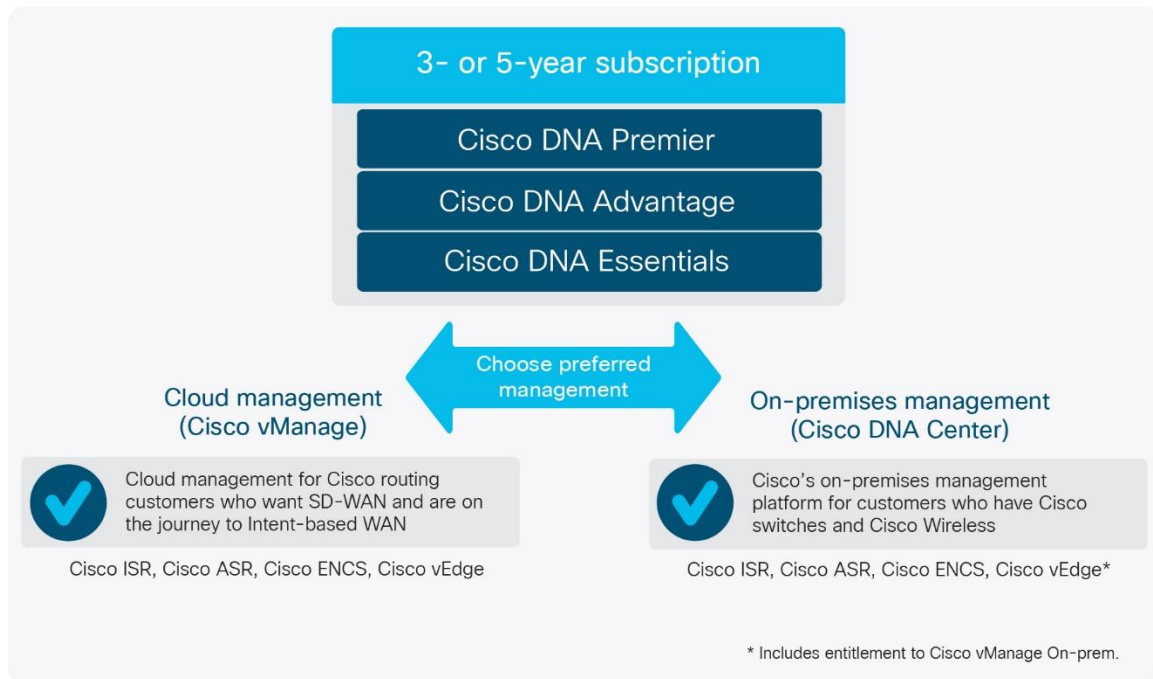 3- or 5-year subscription
Cisco DNA Premier
Cisco DNA Advantage
Cisco DNA Essentials
Choose preferred
management
Cloud management
(Cisco vManage)
Cloud management for Cisco routing
customers who want SD-WAN and are on
the journey to Intent-based WAN
Cisco ISR, Cisco ASR, Cisco ENCS, Cisco vEdge
On-premises management
(Cisco DNA Center)
Cisco's on-premises management
platform for customers who have Cisco
switches and Cisco Wireless
Cisco ISR, Cisco ASR, Cisco ENCS, Cisco vEdge*
* Includes entitlement to Cisco vManage On-prem.